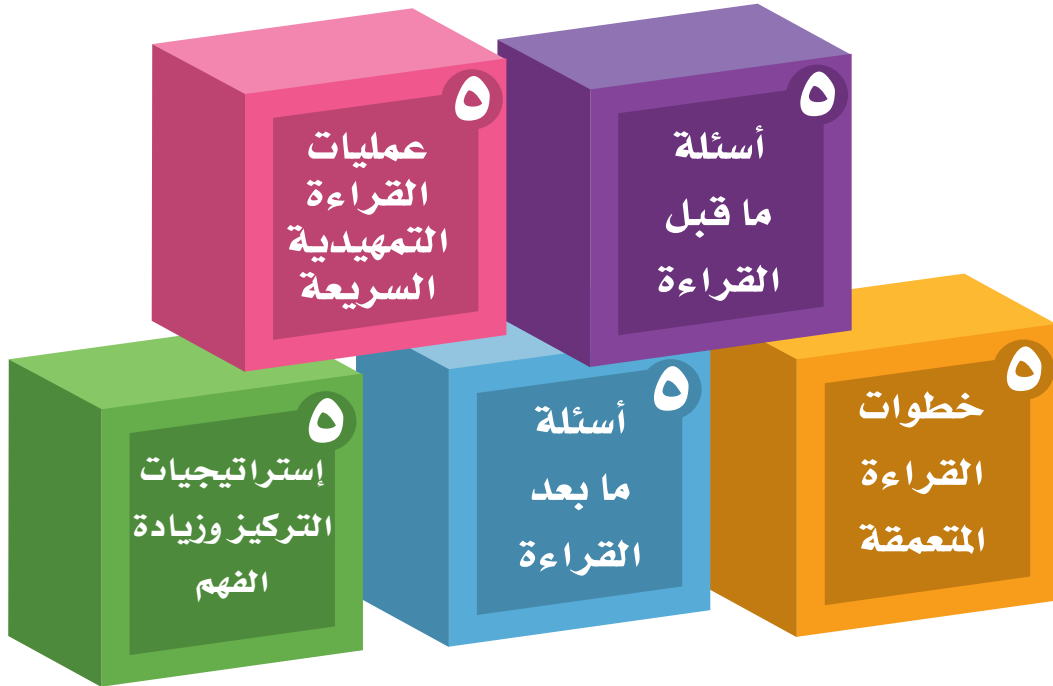 ٥
أسئلة
ما قبل
القراءة
٥
عمليات
القراءة
التمهيدية
السريعة
٥
خطوات
القراءة
المتعمقة
٥
أسئلة
ما بعد
القراءة
٥
إستراتيجيات
التركيز وزيادة
الفهم